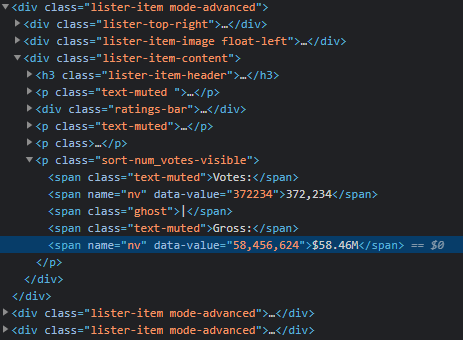 ▼<div class="lister-item mode-advanced">
▶<div class="lister-top-right">…</div>
▶<div class="lister-item-image float-left">…</div>
▼<div class="lister-item-content">
▶<h3 class="lister-item-header">…</h3>
▶<p class="text-muted ">…</p>
▶<div class="ratings-bar">…</div>
▶<p class="text-muted">…</p>
▶<p class>…</p>
▼<p class="sort-num_votes-visible">
<span class="text-muted">Votes:</span>
<span name="nv" data-value="372234">372,234</span>
<span class="ghost">|</span>
<span class="text-muted">Gross:</span>
<span name="nv" data-value="58,456,624">$58.46M</span> == $0
</p>
</div>
</div>
▶<div class="lister-item mode-advanced">…</div>
▶<div class="lister-item mode-advanced">…</div>